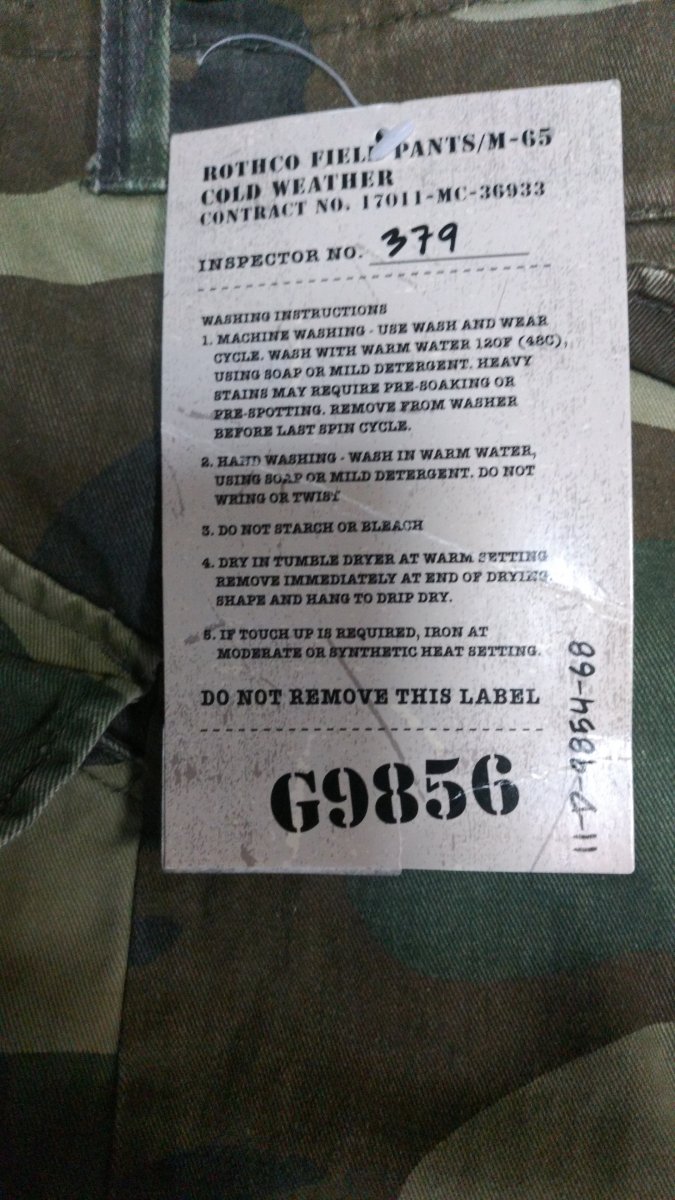 ROTHCO FIELD PANTS/M-65
COLD WEATHER
CONTRACT NO. 17011-MC-36933
INSPECTOR NO. 379
WASHING INSTRUCTIONS
1. MACHINE WASHING - USE WASH AND WEAR
CYCLE. WASH WITH WARM WATER 120F (48C),
USING SOAP OR MILD DETERGENT. HEAVY
STAINS MAY REQUIRE PRE-SOAKING OR
PRE-SPOTTING. REMOVE FROM WASHER
BEFORE LAST SPIN CYCLE.
2. HAND WASHING - WASH IN WARM WATER,
USING SOAP OR MILD DETERGENT. DO NOT
WRING OR TWIST
3. DO NOT STARCH OR BLEACH
4. DRY IN TUMBLE DRYER AT WARM SETTING
REMOVE IMMEDIATELY AT END OF DRYING.
SHAPE AND HANG TO DRIP DRY.
5. IF TOUCH UP IS REQUIRED, IRON AT
MODERATE OR SYNTHETIC HEAT SETTING.
DO NOT REMOVE THIS LABEL
G9856
11-P-9854-68